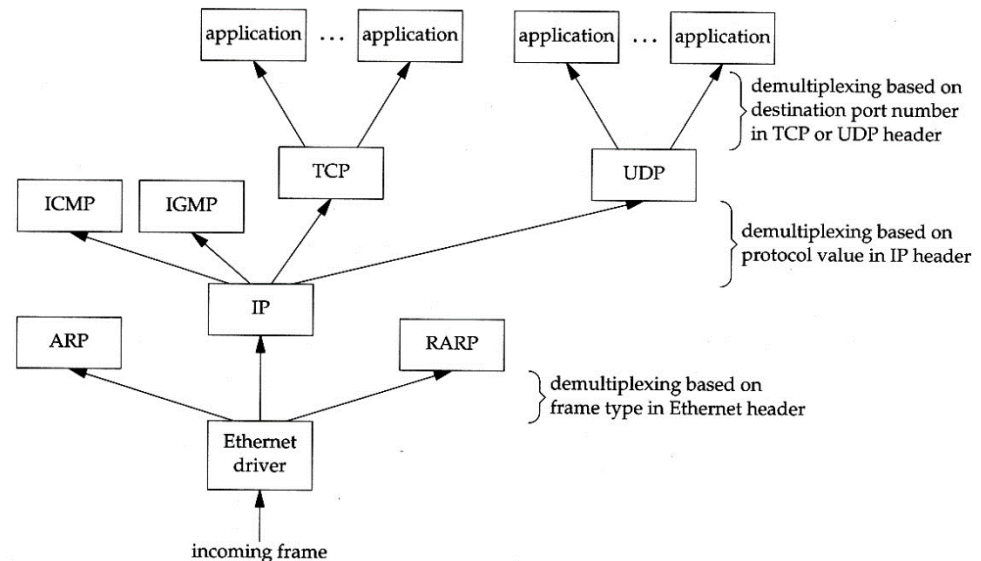 application ... application
application ... application
demultiplexing based on
destination port number
in TCP or UDP header
TCP
UDP
ICMP
IGMP
demultiplexing based on
protocol value in IP header
IP
ARP
RARP
demultiplexing based on
frame type in Ethernet header
Ethernet
driver
incoming frame